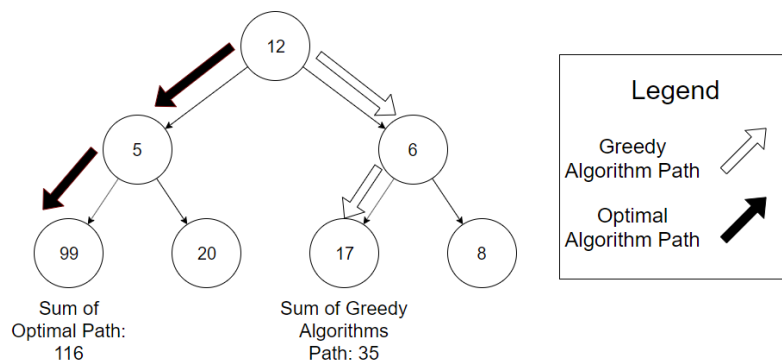 12
5
6
99
20
17
8
Sum of
Optimal Path:
116
Sum of Greedy
Algorithms
Path: 35
Legend
Greedy
Algorithm Path
Optimal
Algorithm Path